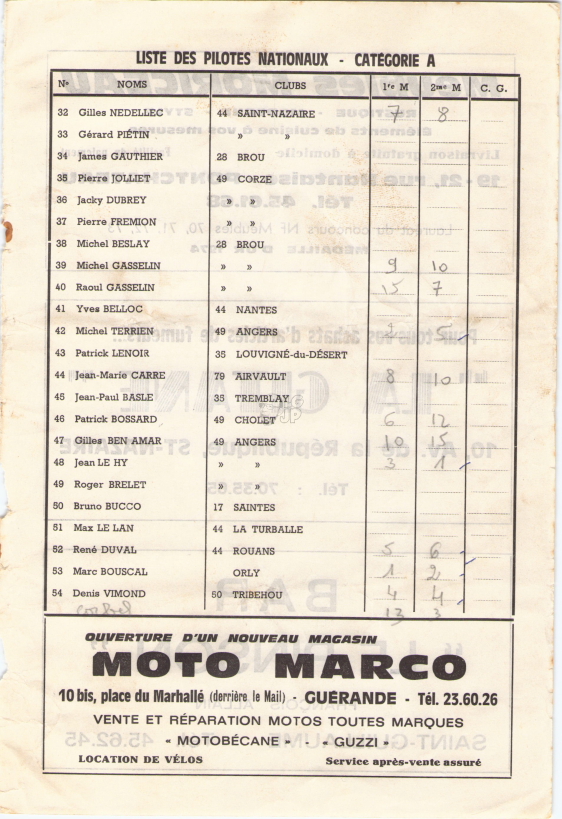 LISTE DES PILOTES NATIONAUX - CATÉGORIE A
No NOMS CLUBS 1re M 2me M C. G.
32 Gilles NEDELLEC 44 SAINT-NAZAIRE 7 8
33 Gérard PIÉTIN » »
34 James GAUTHIER 28 BROU
35 Pierre JOLLIET 49 CORZE
36 Jacky DUBREY » »
37 Pierre FREMION » »
38 Michel BESLAY 28 BROU
39 Michel GASSELIN » » 9 10
40 Raoul GASSELIN » » 15 7
41 Yves BELLOC 44 NANTES
42 Michel TERRIEN 49 ANGERS 2 5
43 Patrick LENOIR 35 LOUVIGNÉ-du-DÉSERT
44 Jean-Marie CARRE 79 AIRVAULT 8 10
45 Jean-Paul BASLE 35 TREMBLAY
46 Patrick BOSSARD 49 CHOLET 6 12
47 Gilles BEN AMAR 49 ANGERS 10 15
48 Jean LE HY » » 3 1
49 Roger BRELET » »
50 Bruno BUCCO 17 SAINTES
51 Max LE LAN 44 LA TURBALLE
52 René DUVAL 44 ROUANS 5 6
53 Marc BOUSCAL ORLY 1 2
54 Denis VIMOND 50 TRIBEHOU 4 4
13 3
OUVERTURE D'UN NOUVEAU MAGASIN
MOTO MARCO
10 bis, place du Marhallé (derrière le Mail) - GUÉRANDE - Tél. 23.60.26
VENTE ET RÉPARATION MOTOS TOUTES MARQUES
« MOTOBÉCANE » - - « GUZZI »
LOCATION DE VÉLOS Service après-vente assuré